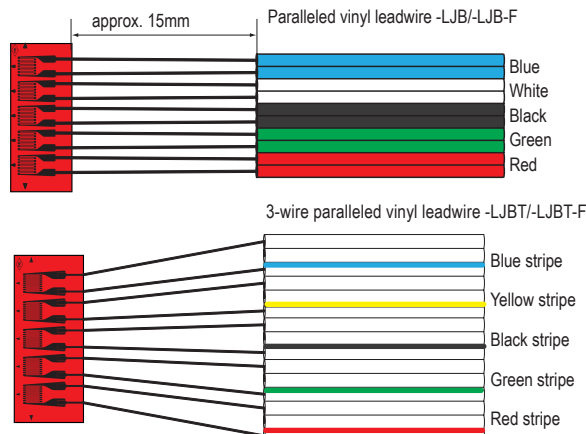 approx. 15mm
Paralleled vinyl leadwire -LJB/-LJB-F
Blue
White
Black
Green
Red
3-wire paralleled vinyl leadwire -LJBT/-LJBT-F
Blue stripe
Yellow stripe
Black stripe
Green stripe
Red stripe